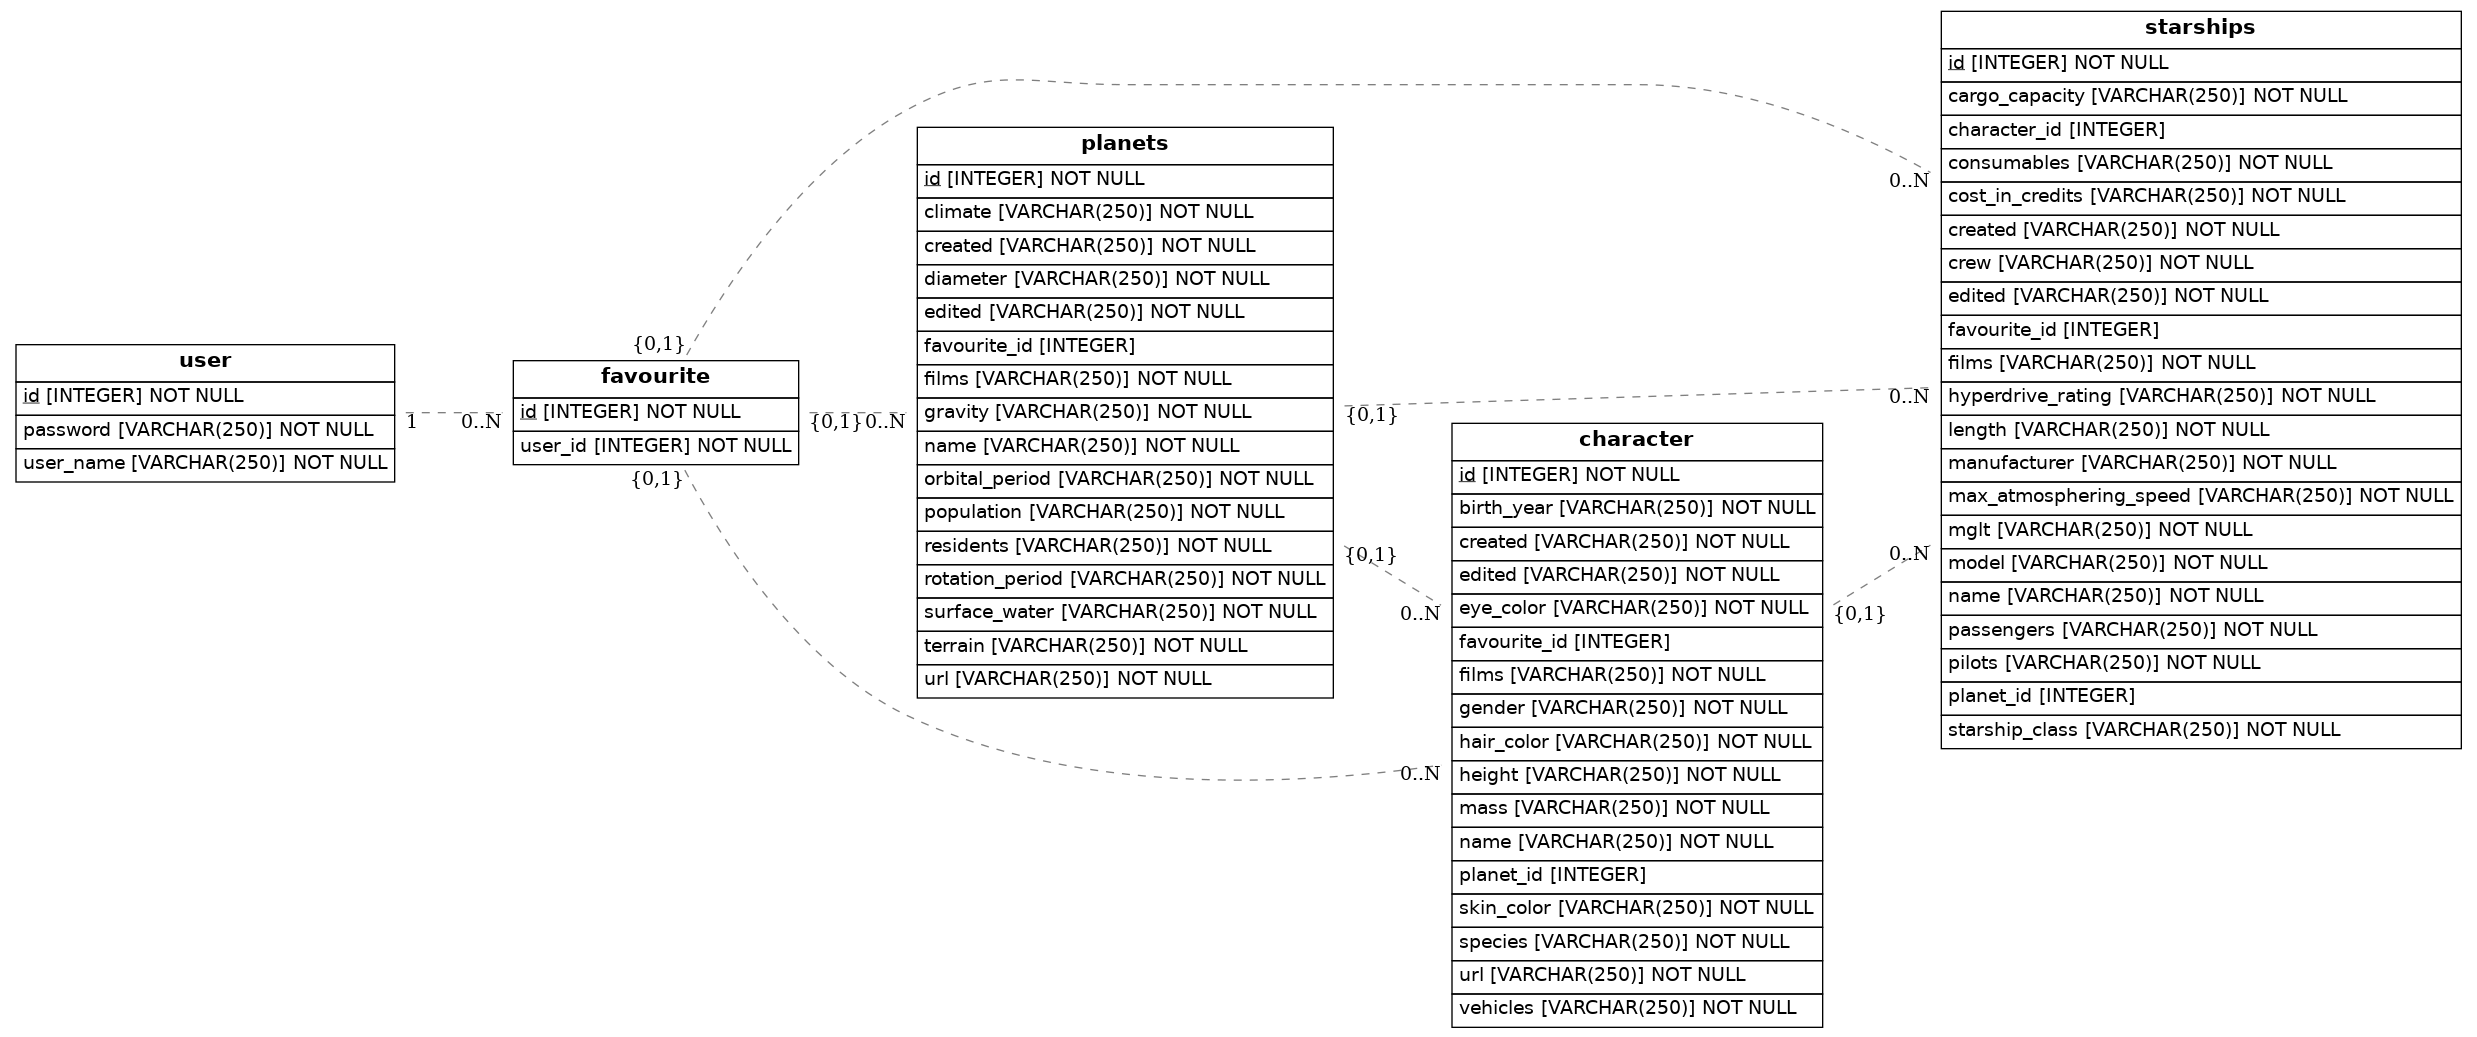 user
id [INTEGER] NOT NULL
password [VARCHAR(250)] NOT NULL
user_name [VARCHAR(250)] NOT NULL
1
0..N
{0,1}
favourite
id [INTEGER] NOT NULL
user_id [INTEGER] NOT NULL
{0,1}
{0,1}
0..N
planets
id [INTEGER] NOT NULL
climate [VARCHAR(250)] NOT NULL
created [VARCHAR(250)] NOT NULL
diameter [VARCHAR(250)] NOT NULL
edited [VARCHAR(250)] NOT NULL
favourite_id [INTEGER]
films [VARCHAR(250)] NOT NULL
gravity [VARCHAR(250)] NOT NULL
name [VARCHAR(250)] NOT NULL
orbital_period [VARCHAR(250)] NOT NULL
population [VARCHAR(250)] NOT NULL
residents [VARCHAR(250)] NOT NULL
rotation_period [VARCHAR(250)] NOT NULL
surface_water [VARCHAR(250)] NOT NULL
terrain [VARCHAR(250)] NOT NULL
url [VARCHAR(250)] NOT NULL
{0,1}
{0,1}
0..N
0..N
character
id [INTEGER] NOT NULL
birth_year [VARCHAR(250)] NOT NULL
created [VARCHAR(250)] NOT NULL
edited [VARCHAR(250)] NOT NULL
eye_color [VARCHAR(250)] NOT NULL
favourite_id [INTEGER]
films [VARCHAR(250)] NOT NULL
gender [VARCHAR(250)] NOT NULL
hair_color [VARCHAR(250)] NOT NULL
height [VARCHAR(250)] NOT NULL
mass [VARCHAR(250)] NOT NULL
name [VARCHAR(250)] NOT NULL
planet_id [INTEGER]
skin_color [VARCHAR(250)] NOT NULL
species [VARCHAR(250)] NOT NULL
url [VARCHAR(250)] NOT NULL
vehicles [VARCHAR(250)] NOT NULL
{0,1}
0..N
0..N
0..N
starships
id [INTEGER] NOT NULL
cargo_capacity [VARCHAR(250)] NOT NULL
character_id [INTEGER]
consumables [VARCHAR(250)] NOT NULL
cost_in_credits [VARCHAR(250)] NOT NULL
created [VARCHAR(250)] NOT NULL
crew [VARCHAR(250)] NOT NULL
edited [VARCHAR(250)] NOT NULL
favourite_id [INTEGER]
films [VARCHAR(250)] NOT NULL
hyperdrive_rating [VARCHAR(250)] NOT NULL
length [VARCHAR(250)] NOT NULL
manufacturer [VARCHAR(250)] NOT NULL
max_atmosphering_speed [VARCHAR(250)] NOT NULL
mglt [VARCHAR(250)] NOT NULL
model [VARCHAR(250)] NOT NULL
name [VARCHAR(250)] NOT NULL
passengers [VARCHAR(250)] NOT NULL
pilots [VARCHAR(250)] NOT NULL
planet_id [INTEGER]
starship_class [VARCHAR(250)] NOT NULL